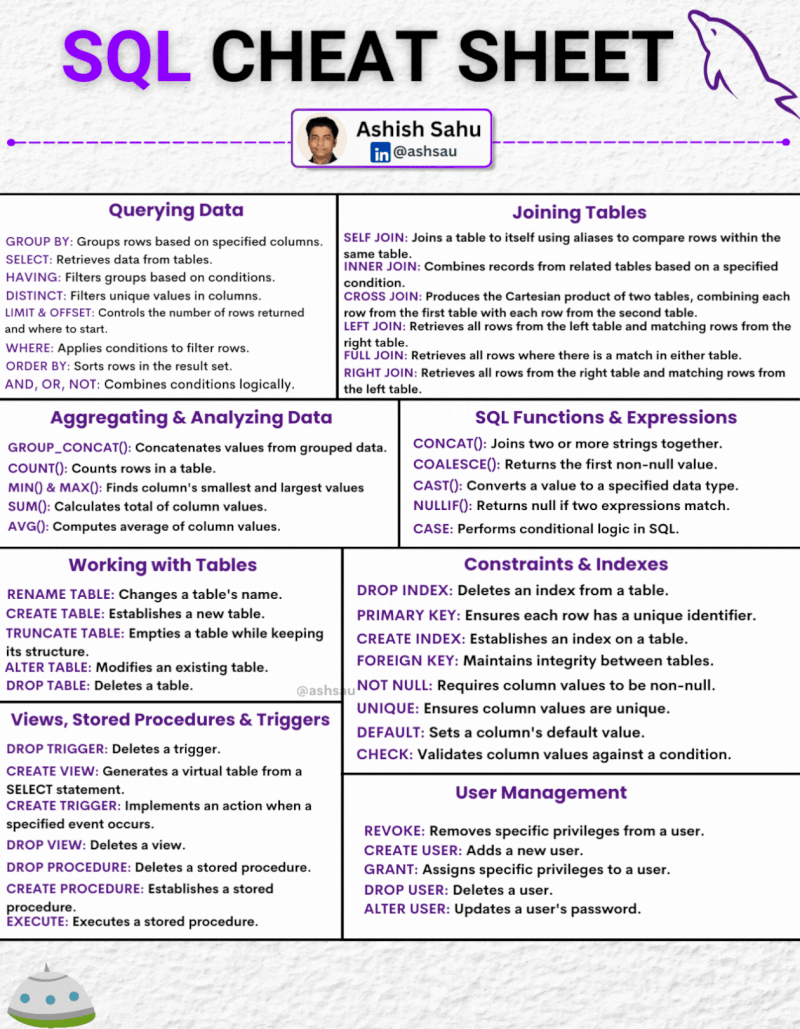 SQL CHEAT SHEET
Ashish Sahu
in @ashsau
Querying Data
GROUP BY: Groups rows based on specified columns.
SELECT: Retrieves data from tables.
HAVING: Filters groups based on conditions.
DISTINCT: Filters unique values in columns.
LIMIT & OFFSET: Controls the number of rows returned
and where to start.
WHERE: Applies conditions to filter rows.
ORDER BY: Sorts rows in the result set.
AND, OR, NOT: Combines conditions logically.
Joining Tables
SELF JOIN: Joins a table to itself using aliases to compare rows within the
same table.
INNER JOIN: Combines records from related tables based on a specified
condition.
CROSS JOIN: Produces the Cartesian product of two tables, combining each
row from the first table with each row from the second table.
LEFT JOIN: Retrieves all rows from the left table and matching rows from the
right table.
FULL JOIN: Retrieves all rows where there is a match in either table.
RIGHT JOIN: Retrieves all rows from the right table and matching rows from
the left table.
Aggregating & Analyzing Data
GROUP_CONCAT(): Concatenates values from grouped data.
COUNT(): Counts rows in a table.
MIN() & MAX(): Finds column's smallest and largest values
SUM(): Calculates total of column values.
AVG(): Computes average of column values.
SQL Functions & Expressions
CONCAT(): Joins two or more strings together.
COALESCE(): Returns the first non-null value.
CAST(): Converts a value to a specified data type.
NULLIF(): Returns null if two expressions match.
CASE: Performs conditional logic in SQL.
Working with Tables
RENAME TABLE: Changes a table's name.
CREATE TABLE: Establishes a new table.
TRUNCATE TABLE: Empties a table while keeping
its structure.
ALTER TABLE: Modifies an existing table.
DROP TABLE: Deletes a table.
@ashsau
Constraints & Indexes
DROP INDEX: Deletes an index from a table.
PRIMARY KEY: Ensures each row has a unique identifier.
CREATE INDEX: Establishes an index on a table.
FOREIGN KEY: Maintains integrity between tables.
NOT NULL: Requires column values to be non-null.
UNIQUE: Ensures column values are unique.
DEFAULT: Sets a column's default value.
CHECK: Validates column values against a condition.
Views, Stored Procedures & Triggers
DROP TRIGGER: Deletes a trigger.
CREATE VIEW: Generates a virtual table from a
SELECT statement.
CREATE TRIGGER: Implements an action when a
specified event occurs.
DROP VIEW: Deletes a view.
DROP PROCEDURE: Deletes a stored procedure.
CREATE PROCEDURE: Establishes a stored
procedure.
EXECUTE: Executes a stored procedure.
User Management
REVOKE: Removes specific privileges from a user.
CREATE USER: Adds a new user.
GRANT: Assigns specific privileges to a user.
DROP USER: Deletes a user.
ALTER USER: Updates a user's password.